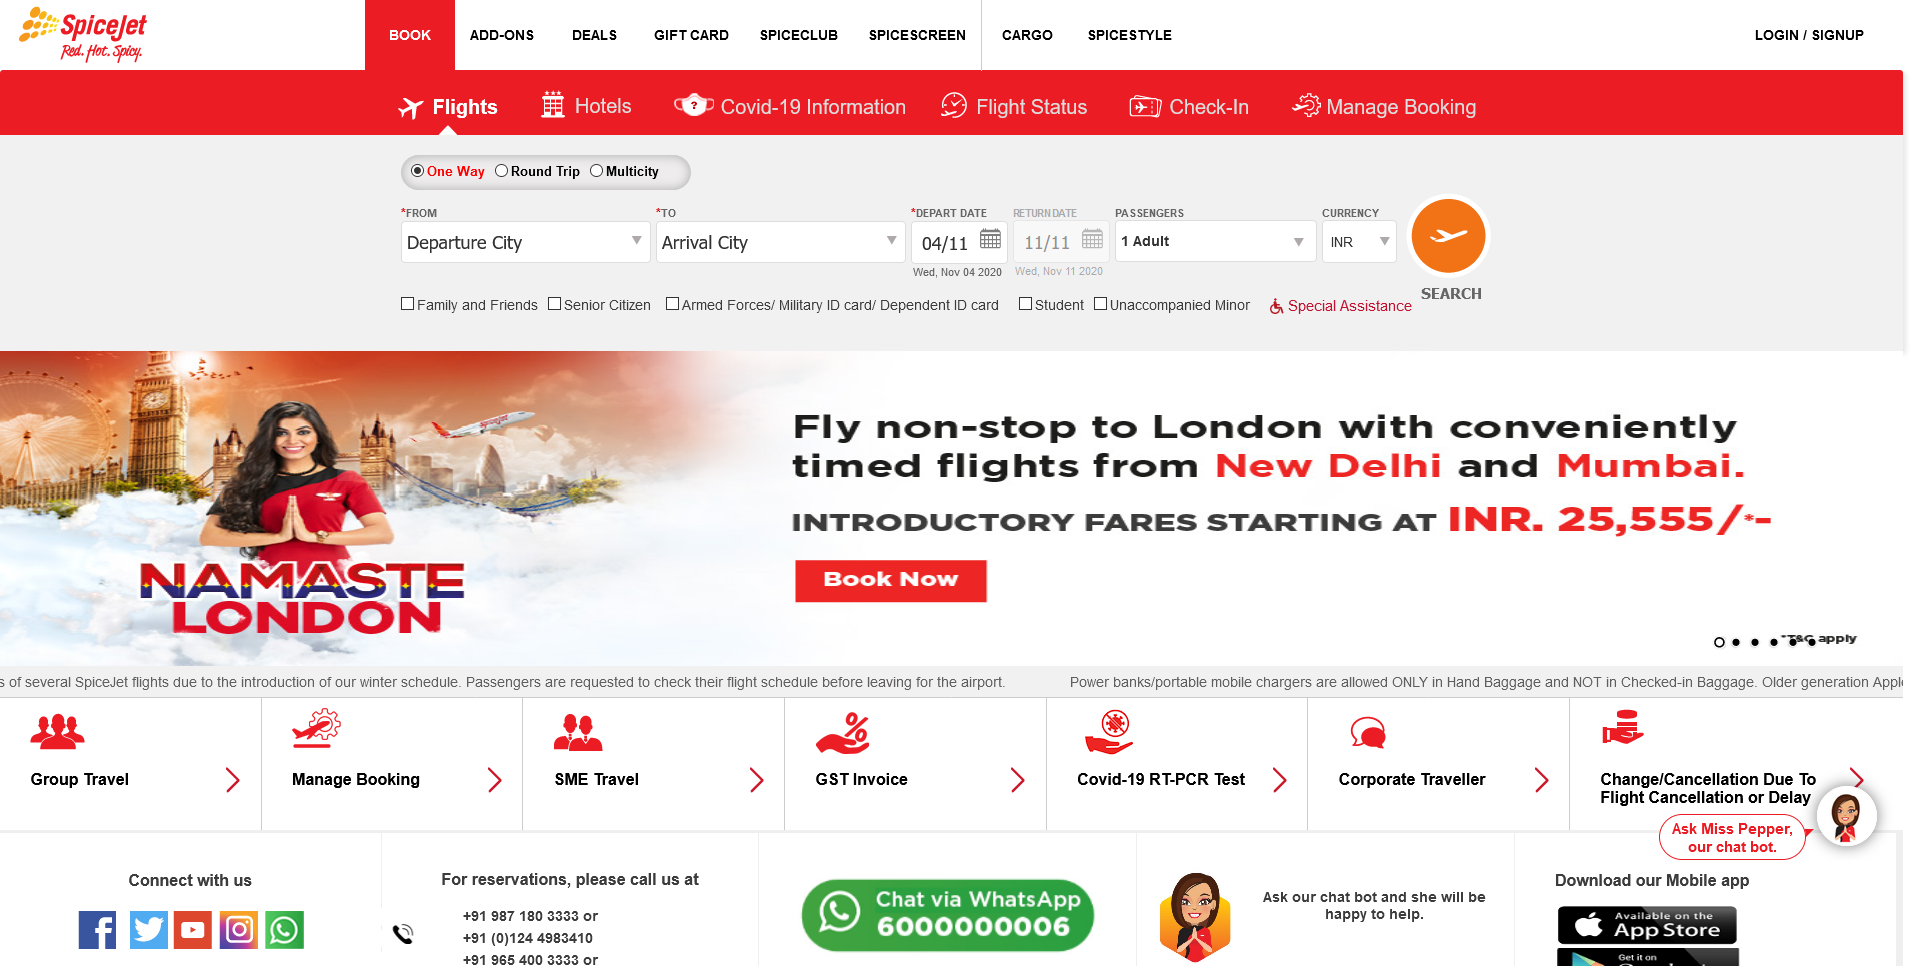 SpiceJet
Red. Hot. Spicy.
BOOK
ADD-ONS
DEALS
GIFT CARD
SPICECLUB
SPICESCREEN
CARGO
SPICESTYLE
LOGIN / SIGNUP
Flights
Hotels
?
Covid-19 Information
Flight Status
Check-In
Manage Booking
One Way
Round Trip
Multicity
*FROM
*TO
*DEPART DATE
RETURN DATE
PASSENGERS
CURRENCY
Departure City
Arrival City
04/11
11/11
1 Adult
INR
Wed, Nov 04 2020
Wed, Nov 11 2020
SEARCH
Family and Friends
Senior Citizen
Armed Forces/ Military ID card/ Dependent ID card
Student
Unaccompanied Minor
Special Assistance
Fly non-stop to London with conveniently
timed flights from New Delhi and Mumbai.
INTRODUCTORY FARES STARTING AT INR. 25,555/*-
Book Now
NAMASTE
LONDON
*T&C apply
s of several SpiceJet flights due to the introduction of our winter schedule. Passengers are requested to check their flight schedule before leaving for the airport.
Power banks/portable mobile chargers are allowed ONLY in Hand Baggage and NOT in Checked-in Baggage. Older generation Apple
Group Travel
Manage Booking
SME Travel
%
GST Invoice
Covid-19 RT-PCR Test
Corporate Traveller
Change/Cancellation Due To
Flight Cancellation or Delay
Ask Miss Pepper,
our chat bot.
Connect with us
For reservations, please call us at
+91 987 180 3333 or
+91 (0)124 4983410
+91 965 400 3333 or
Chat via WhatsApp
6000000006
Ask our chat bot and she will be
happy to help.
Download our Mobile app
Available on the
App Store
Get it on